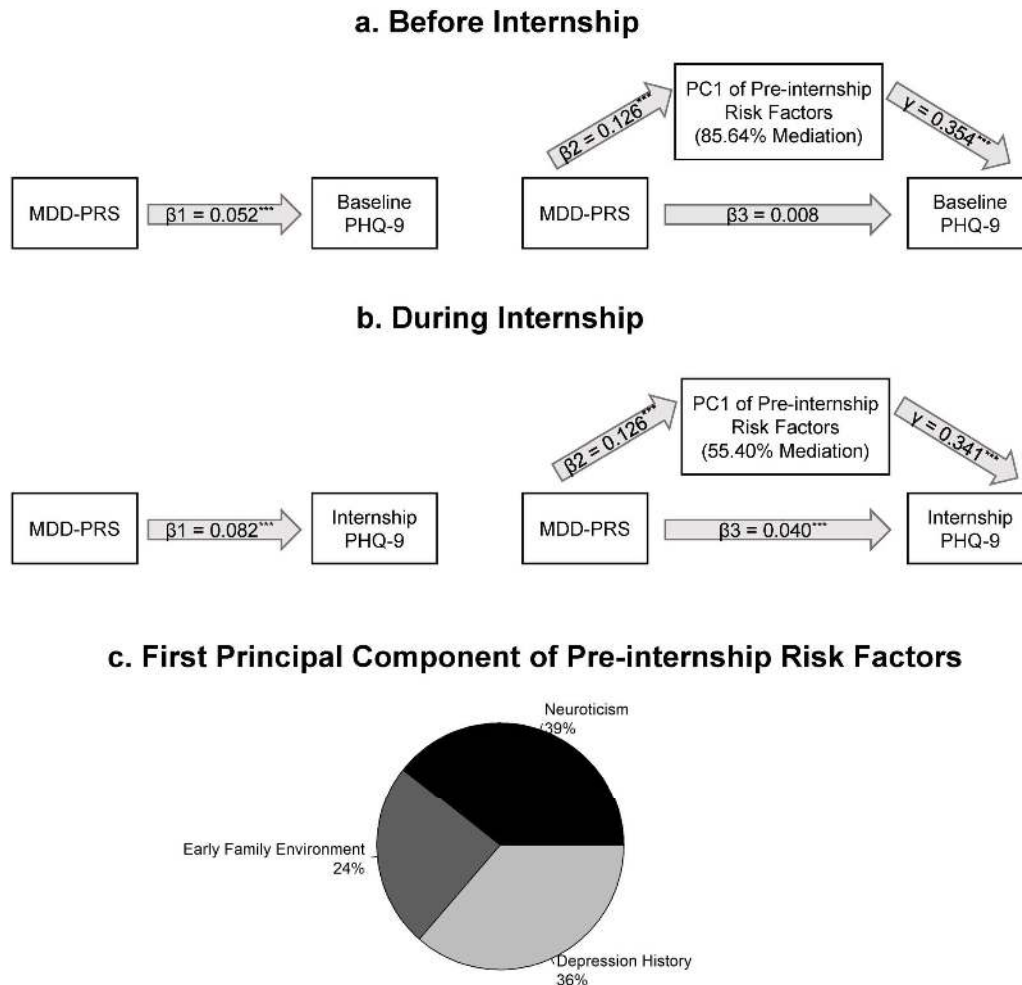 a. Before Internship
MDD-PRS
β1 = 0.052***
Baseline
PHQ-9
β2 = 0.126***
PC1 of Pre-internship
Risk Factors
(85.64% Mediation)
γ = 0.354***
MDD-PRS
β3 = 0.008
Baseline
PHQ-9
b. During Internship
MDD-PRS
β1 = 0.082***
Internship
PHQ-9
β2 = 0.126***
PC1 of Pre-internship
Risk Factors
(55.40% Mediation)
γ = 0.341***
MDD-PRS
β3 = 0.040***
Internship
PHQ-9
c. First Principal Component of Pre-internship Risk Factors
Neuroticism
39%
Early Family Environment
24%
Depression History
36%